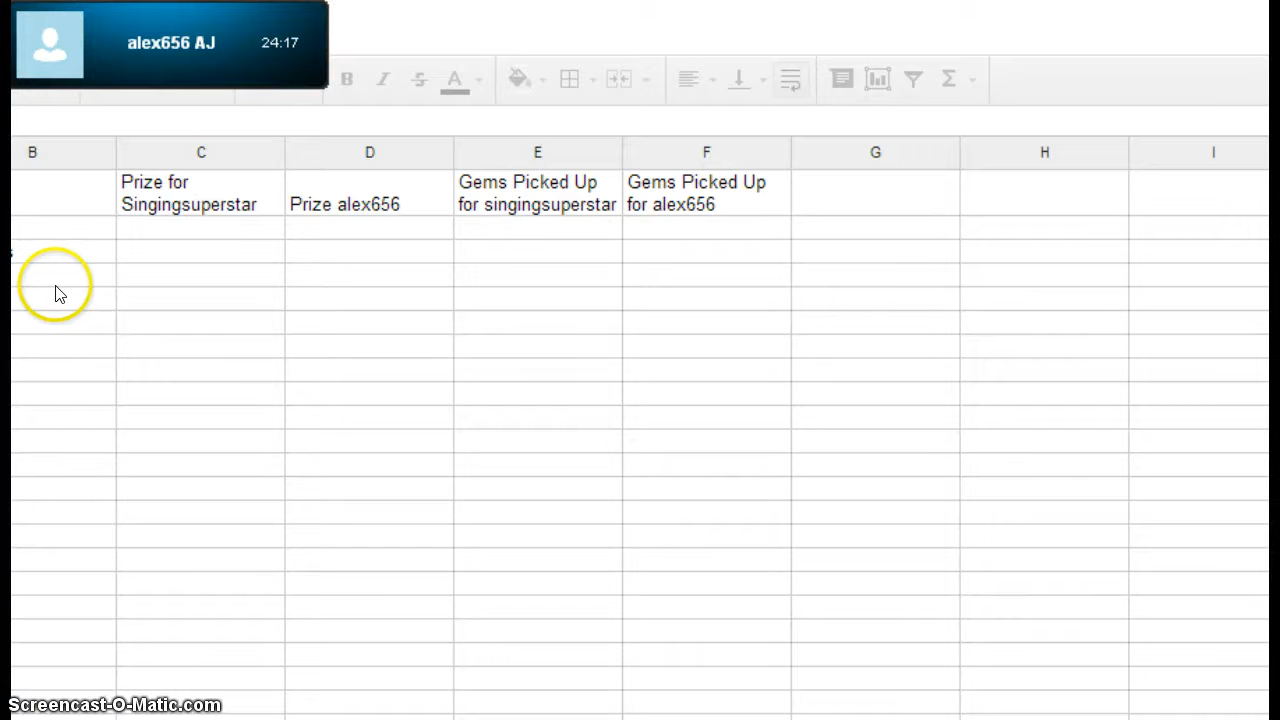 alex656 AJ 24:17
B I S A Σ
B C D E F G H I
Prize for
Singingsuperstar
Prize alex656
Gems Picked Up
for singingsuperstar
Gems Picked Up
for alex656
s
Screencast-O-Matic.com